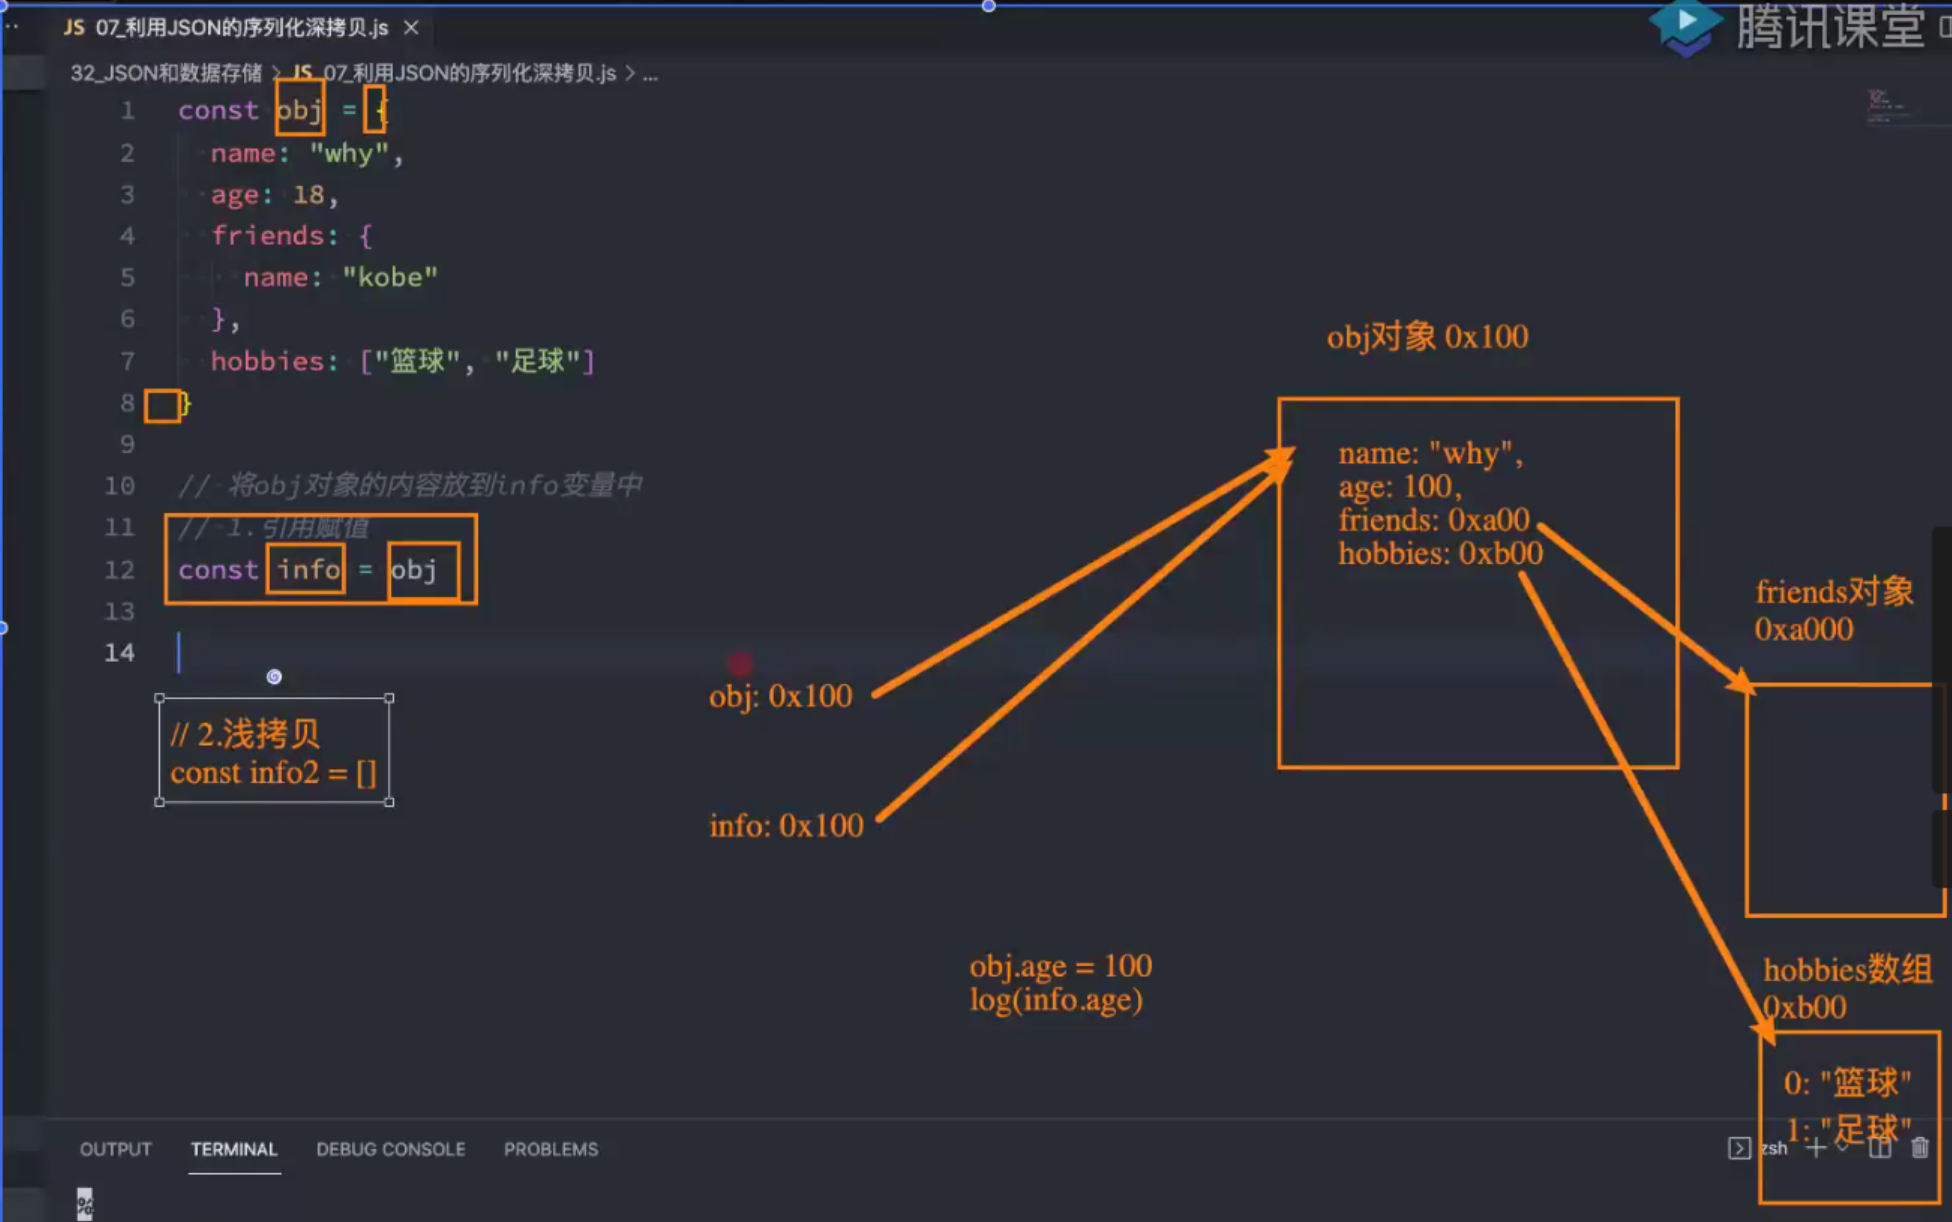 JS 07_利用JSON的序列化深拷贝.js ×
腾讯课堂
32_JSON和数据存储 > JS 07_利用JSON的序列化深拷贝.js > ...
1 const obj = {
2 name: "why",
3 age: 18,
4 friends: {
5 name: "kobe"
6 },
7 hobbies: ["篮球", "足球"]
8 }
9
10 // 将obj对象的内容放到info变量中
11 // 1.引用赋值
12 const info = obj
13
14
// 2.浅拷贝
const info2 = []
obj: 0x100
info: 0x100
obj对象 0x100
name: "why",
age: 100,
friends: 0xa00
hobbies: 0xb00
friends对象
0xa000
obj.age = 100
log(info.age)
hobbies数组
0xb00
0: "篮球"
1: "足球"
OUTPUT TERMINAL DEBUG CONSOLE PROBLEMS
zsh
%